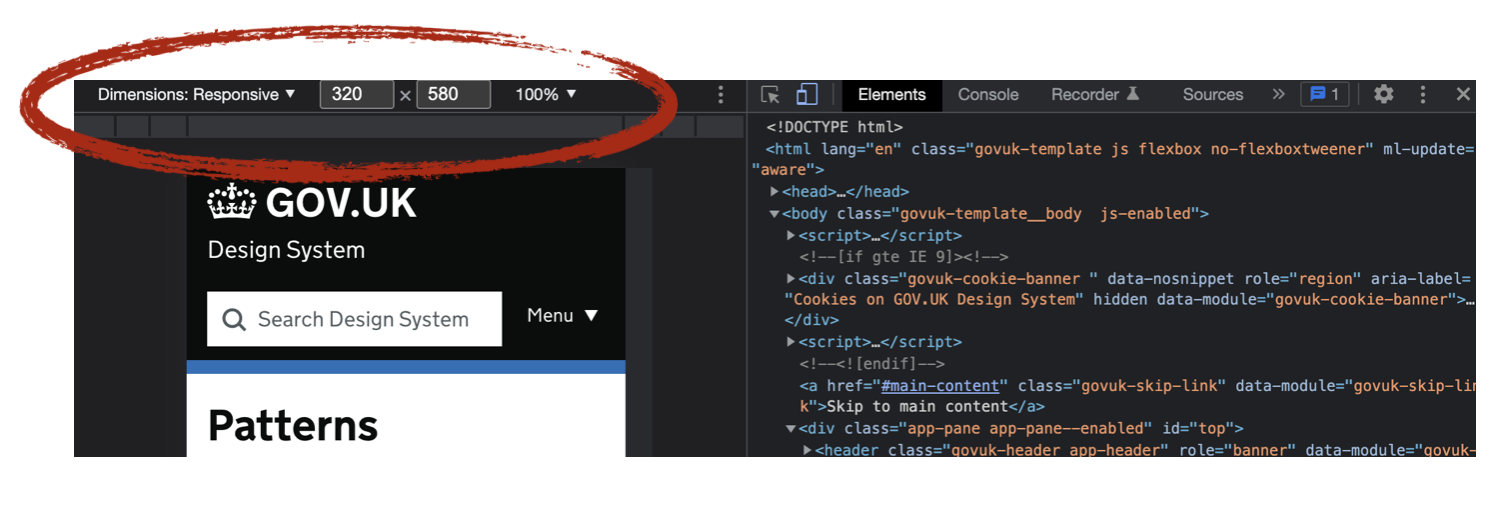 Dimensions: Responsive ▼ 320 × 580 100% ▼
GOV.UK
Design System
Search Design System Menu ▼
Patterns
Elements Console Recorder Sources » 1
<!DOCTYPE html>
<html lang="en" class="govuk-template js flexbox no-flexboxtweener" ml-update=
"aware">
▶<head>…</head>
▼<body class="govuk-template__body  js-enabled">
▶<script>…</script>
<!--[if gte IE 9]><!-->
▶<div class="govuk-cookie-banner " data-nosnippet role="region" aria-label=
"Cookies on GOV.UK Design System" hidden data-module="govuk-cookie-banner">…
</div>
▶<script>…</script>
<!--<![endif]-->
<a href="#main-content" class="govuk-skip-link" data-module="govuk-skip-lin
k">Skip to main content</a>
▼<div class="app-pane app-pane--enabled" id="top">
▶<header class="govuk-header app-header" role="banner" data-module="govuk-